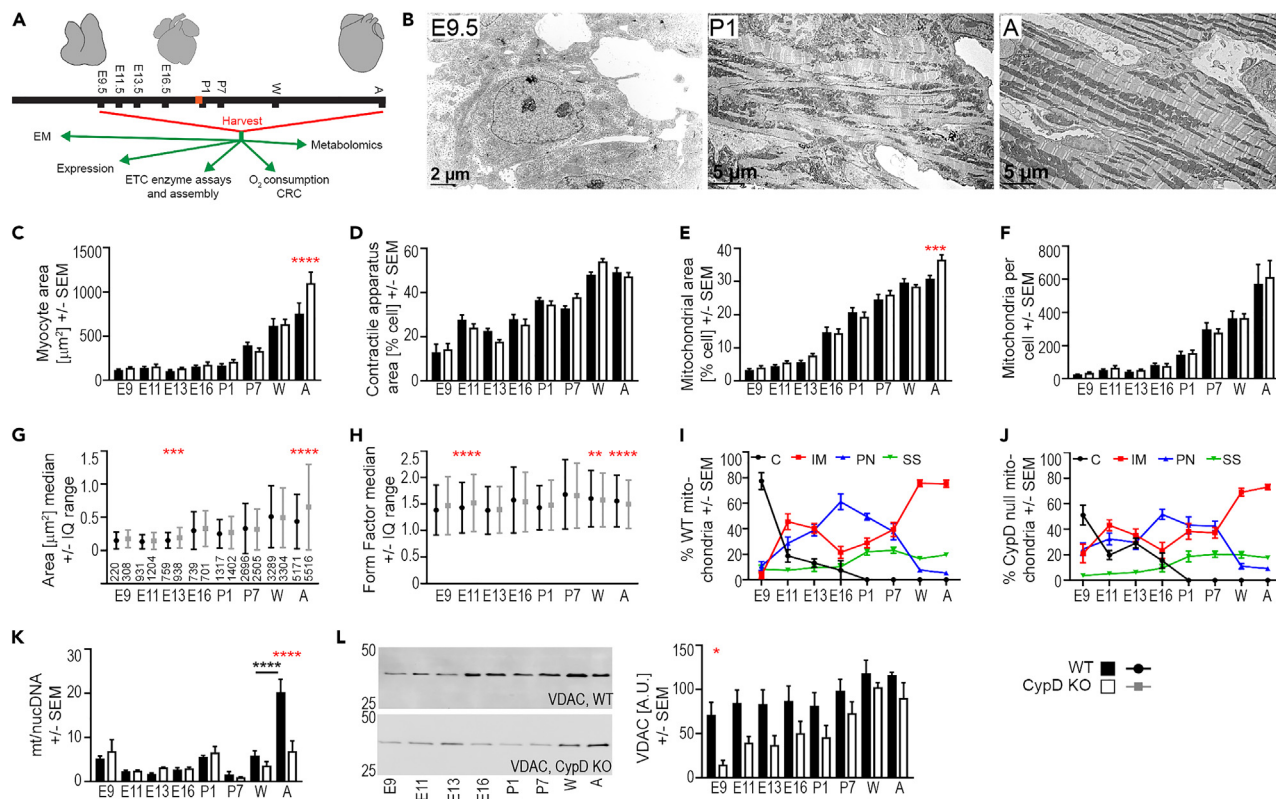 A
E9.5
E11.5
E13.5
E16.5
P1
P7
W
A
Harvest
EM
Metabolomics
Expression
ETC enzyme assays
and assembly
O₂ consumption
CRC
B
E9.5
2 µm
P1
5 µm
A
5 µm
C
Myocyte area
[µm²] +/- SEM
1500
1000
500
0
****
E9 E11 E13 E16 P1 P7 W A
D
Contractile apparatus
area [% cell] +/- SEM
60
40
20
0
E9 E11 E13 E16 P1 P7 W A
E
Mitochondrial area
[% cell] +/- SEM
50
40
30
20
10
0
***
E9 E11 E13 E16 P1 P7 W A
F
Mitochondria per
cell +/- SEM
800
600
400
200
0
E9 E11 E13 E16 P1 P7 W A
G
Area [µm²] median
+/- IQ range
1.5
1.0
0.5
0
*** ****
220 308 931 1204 759 938 739 701 1317 1402 2696 2505 3289 3304 5171 5516
E9 E11 E13 E16 P1 P7 W A
H
Form Factor median
+/- IQ range
2.5
2.0
1.5
1.0
0.5
0
**** ** ****
E9 E11 E13 E16 P1 P7 W A
I
C IM PN SS
% WT mito-
chondria +/- SEM
80
60
40
20
0
E9 E11 E13 E16 P1 P7 W A
J
C IM PN SS
% CypD null mito-
chondria +/- SEM
80
60
40
20
0
E9 E11 E13 E16 P1 P7 W A
K
mt/nucDNA
+/- SEM
30
20
10
0
**** ****
E9 E11 E13 E16 P1 P7 W A
L
50
25
VDAC, WT
50
25
VDAC, CypD KO
E9 E11 E13 E16 P1 P7 W A
VDAC [A.U.]
+/- SEM
150
100
50
0
*
E9 E11 E13 E16 P1 P7 W A
WT
CypD KO